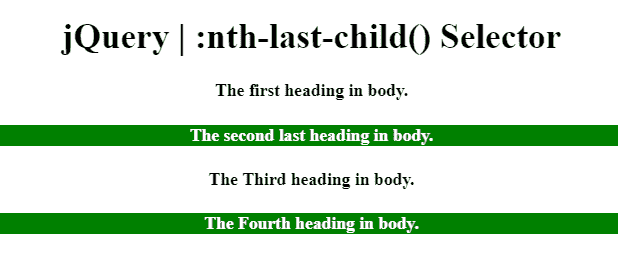 jQuery | :nth-last-child() Selector
The first heading in body.
The second last heading in body.
The Third heading in body.
The Fourth heading in body.